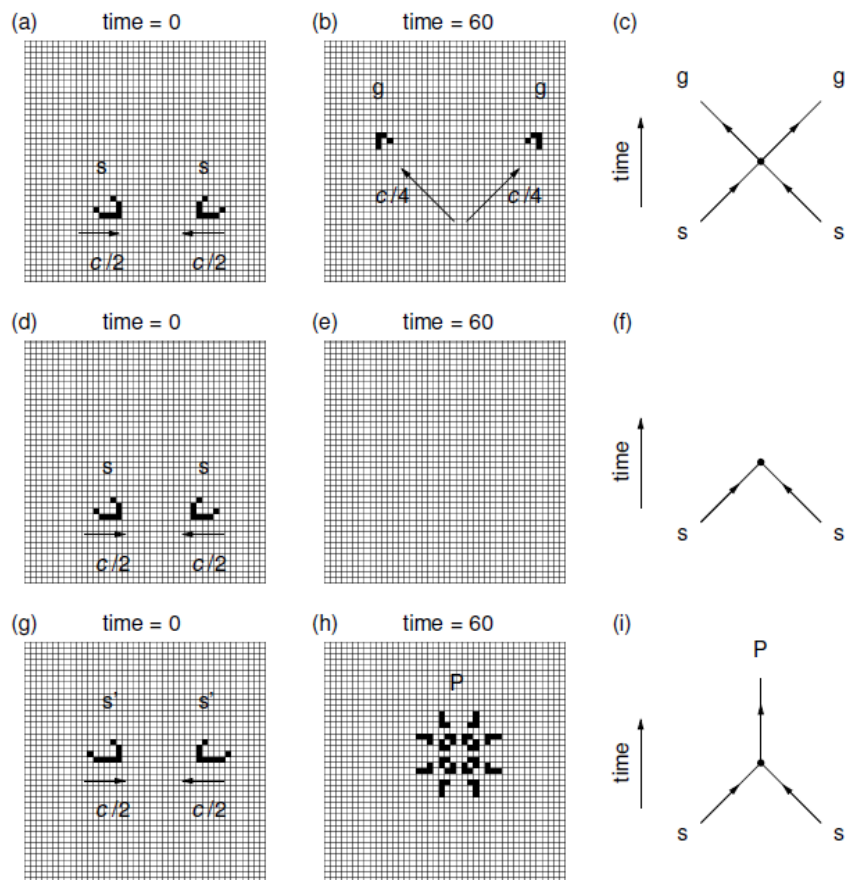 (a) time = 0 (b) time = 60 (c)
g g g g
s s
time
c/4 c/4
s s
c/2 c/2
(d) time = 0 (e) time = 60 (f)
s s
time
s s
c/2 c/2
(g) time = 0 (h) time = 60 (i)
P
P
s' s'
time
c/2 c/2
s s